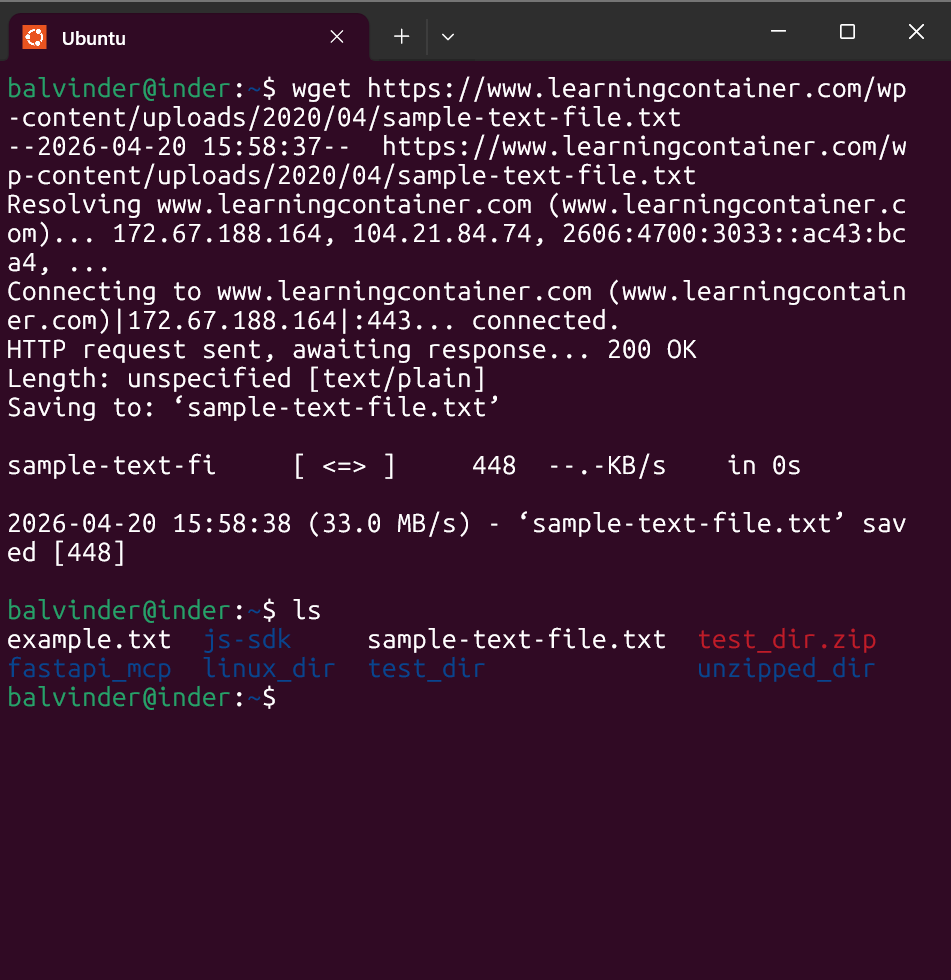 Ubuntu
balvinder@inder:~$ wget https://www.learningcontainer.com/wp
-content/uploads/2020/04/sample-text-file.txt
--2026-04-20 15:58:37--  https://www.learningcontainer.com/w
p-content/uploads/2020/04/sample-text-file.txt
Resolving www.learningcontainer.com (www.learningcontainer.c
om)... 172.67.188.164, 104.21.84.74, 2606:4700:3033::ac43:bc
a4, ...
Connecting to www.learningcontainer.com (www.learningcontain
er.com)|172.67.188.164|:443... connected.
HTTP request sent, awaiting response... 200 OK
Length: unspecified [text/plain]
Saving to: ‘sample-text-file.txt’
sample-text-fi     [ <=> ]     448  --.-KB/s    in 0s
2026-04-20 15:58:38 (33.0 MB/s) - ‘sample-text-file.txt’ sav
ed [448]
balvinder@inder:~$ ls
example.txt  js-sdk     sample-text-file.txt  test_dir.zip
fastapi_mcp  linux_dir  test_dir              unzipped_dir
balvinder@inder:~$